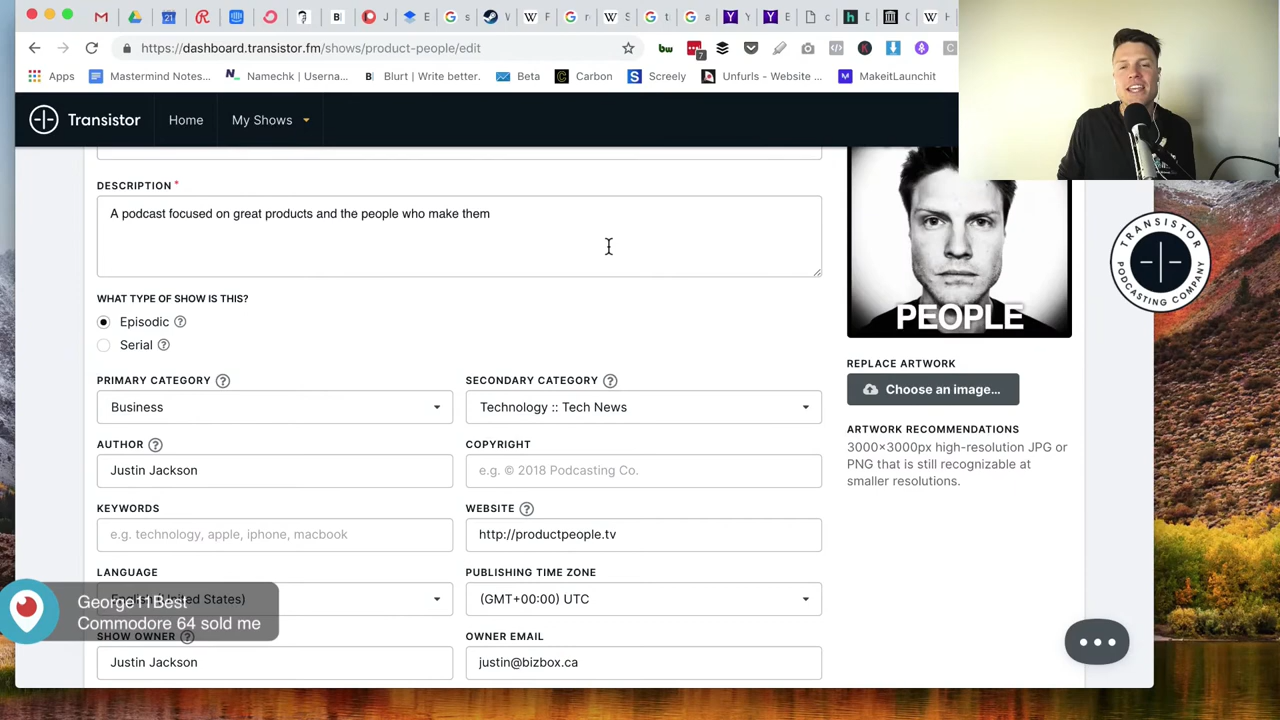 https://dashboard.transistor.fm/shows/product-people/edit
7
Apps
Mastermind Notes...
Namechk | Userna...
Blurt | Write better.
Beta
Carbon
Screely
Unfurls - Website ...
MakeitLaunchit
Transistor
Home
My Shows
DESCRIPTION *
A podcast focused on great products and the people who make them
WHAT TYPE OF SHOW IS THIS?
Episodic
Serial
PRIMARY CATEGORY
SECONDARY CATEGORY
Business
Technology :: Tech News
AUTHOR
COPYRIGHT
Justin Jackson
e.g. © 2018 Podcasting Co.
KEYWORDS
WEBSITE
e.g. technology, apple, iphone, macbook
http://productpeople.tv
LANGUAGE
PUBLISHING TIME ZONE
English (United States)
(GMT+00:00) UTC
SHOW OWNER
OWNER EMAIL
Justin Jackson
justin@bizbox.ca
PEOPLE
REPLACE ARTWORK
Choose an image...
ARTWORK RECOMMENDATIONS
3000×3000px high-resolution JPG or
PNG that is still recognizable at
smaller resolutions.
TRANSISTOR
PODCASTING COMPANY
George11Best
Commodore 64 sold me